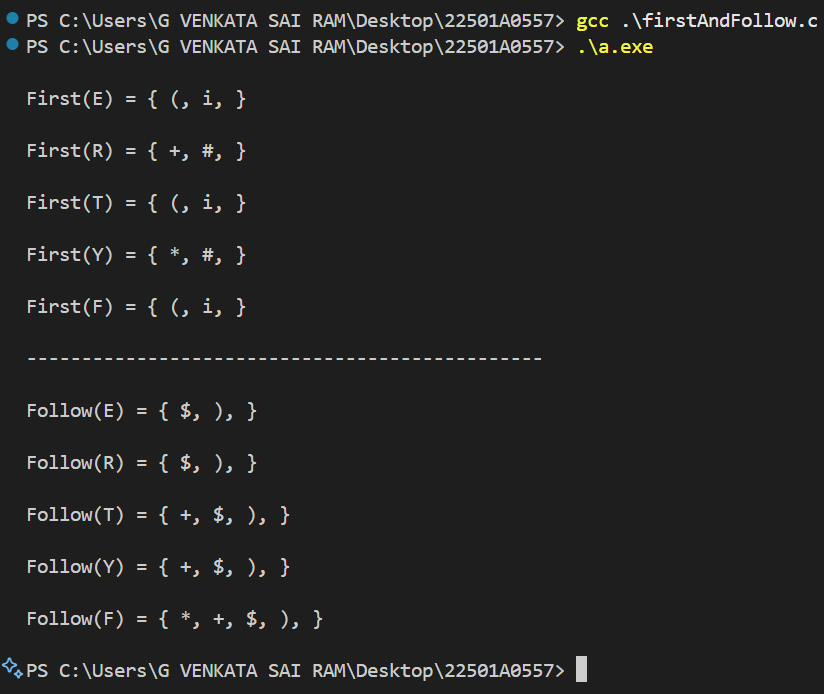 PS C:\Users\G VENKATA SAI RAM\Desktop\22501A0557> gcc .\firstAndFollow.c
PS C:\Users\G VENKATA SAI RAM\Desktop\22501A0557> .\a.exe
First(E) = { (, i, }
First(R) = { +, #, }
First(T) = { (, i, }
First(Y) = { *, #, }
First(F) = { (, i, }
-----------------------------------------------
Follow(E) = { $, ), }
Follow(R) = { $, ), }
Follow(T) = { +, $, ), }
Follow(Y) = { +, $, ), }
Follow(F) = { *, +, $, ), }
PS C:\Users\G VENKATA SAI RAM\Desktop\22501A0557>